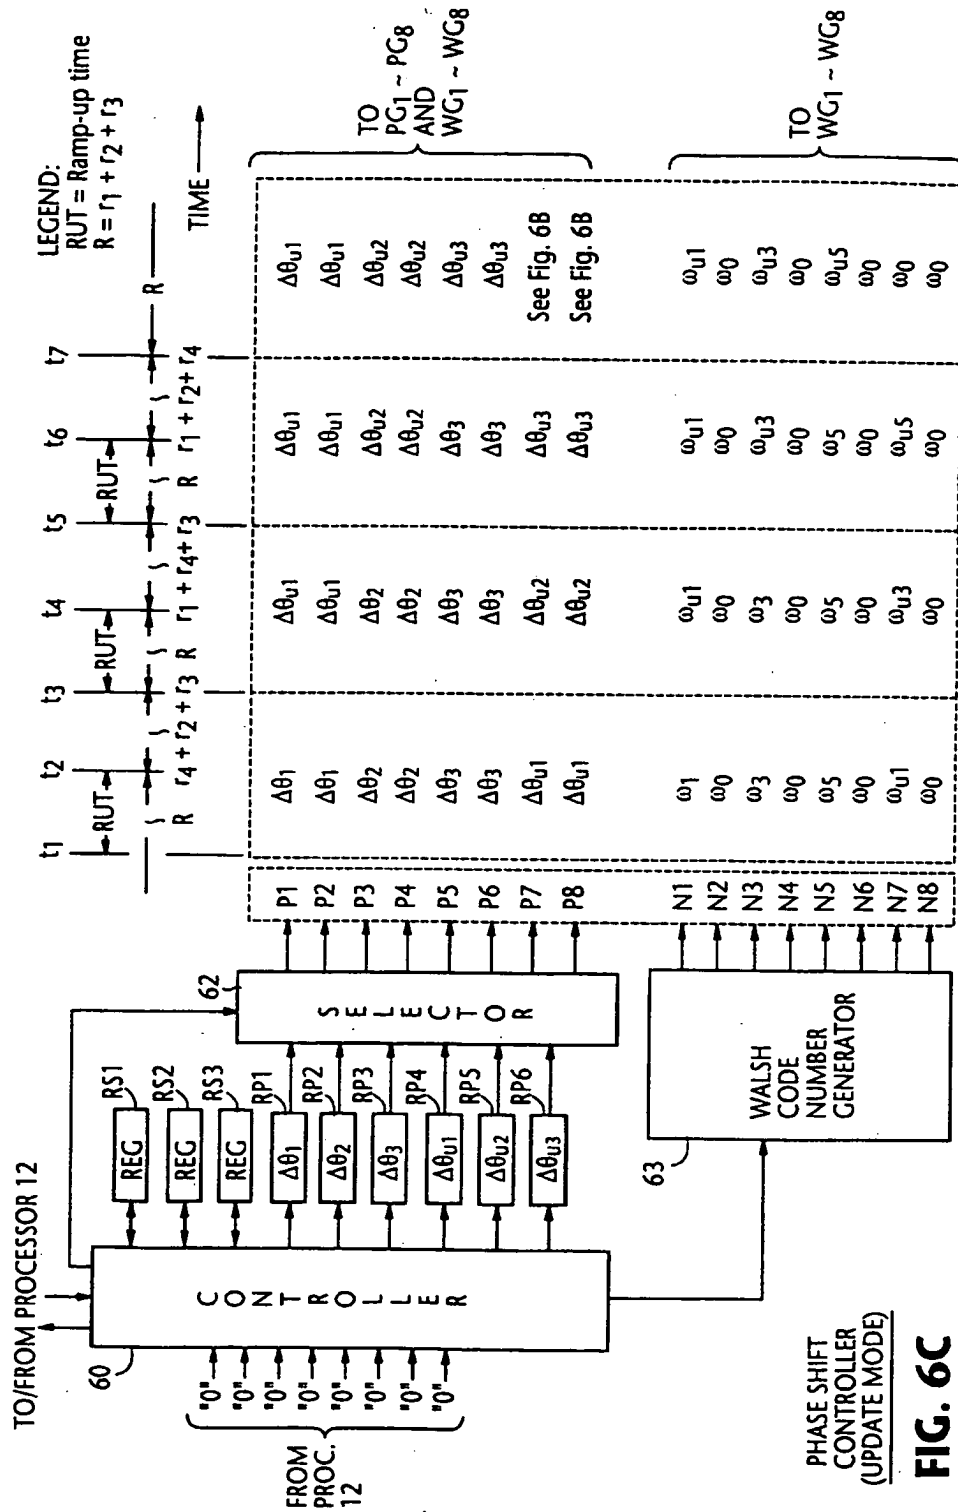 TO/FROM PROCESSOR 12
60
CONTROLLER
"0"
"0"
"0"
"0"
"0"
"0"
"0"
"0"
FROM
PROC.
12
RS1
REG
RS2
REG
RS3
REG
RP1
Δθ1
RP2
Δθ2
RP3
Δθ3
RP4
Δθu1
RP5
Δθu2
RP6
Δθu3
62
SELECTOR
63
WALSH
CODE
NUMBER
GENERATOR
LEGEND:
RUT = Ramp-up time
R = r1 + r2 + r3
TIME
t1 t2 t3 t4 t5 t6 t7
RUT RUT RUT
R r4 + r2 + r3 R r1 + r4 + r3 R r1 + r2 + r4 R
P1 Δθ1 Δθu1 Δθu1 Δθu1
P2 Δθ1 Δθu1 Δθu1 Δθu1
P3 Δθ2 Δθ2 Δθu2 Δθu2
P4 Δθ2 Δθ2 Δθu2 Δθu2
P5 Δθ3 Δθ3 Δθ3 Δθu3
P6 Δθ3 Δθ3 Δθ3 Δθu3
P7 Δθu1 Δθu2 Δθu3 See Fig. 6B
P8 Δθu1 Δθu2 Δθu3 See Fig. 6B
TO
PG1 ~ PG8
AND
WG1 ~ WG8
N1 ω1 ωu1 ωu1 ωu1
N2 ω0 ω0 ω0 ω0
N3 ω3 ω3 ωu3 ωu3
N4 ω0 ω0 ω0 ω0
N5 ω5 ω5 ω5 ωu5
N6 ω0 ω0 ω0 ω0
N7 ωu1 ωu3 ωu5 ω0
N8 ω0 ω0 ω0 ω0
TO
WG1 ~ WG8
PHASE SHIFT
CONTROLLER
(UPDATE MODE)
FIG. 6C